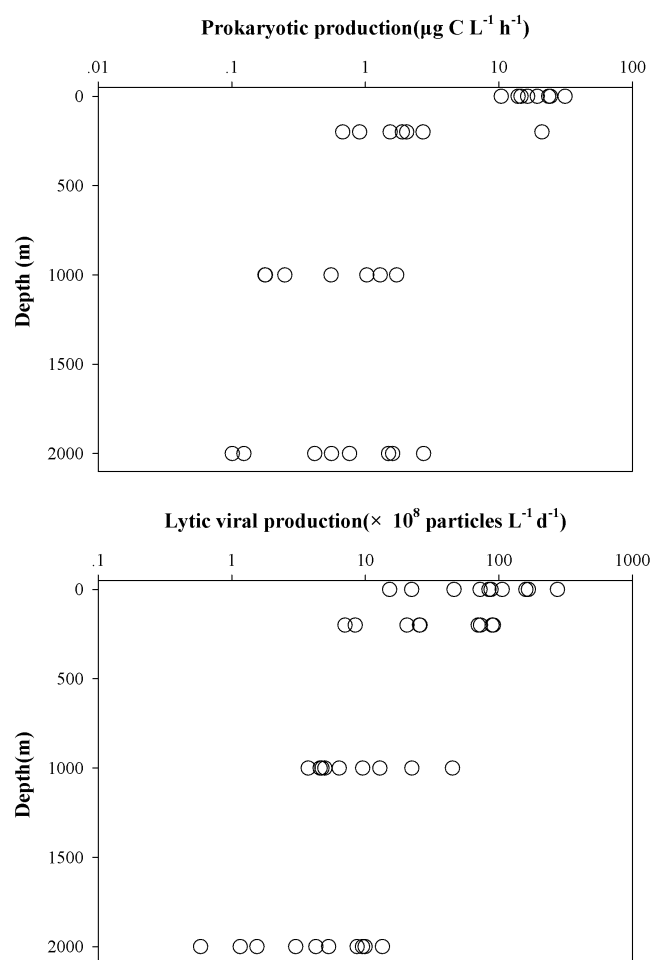 Prokaryotic production(µg C L⁻¹ h⁻¹)
.01 .1 1 10 100
0
500
1000
1500
2000
Depth (m)
Lytic viral production(× 10⁸ particles L⁻¹ d⁻¹)
.1 1 10 100 1000
0
500
1000
1500
2000
Depth(m)